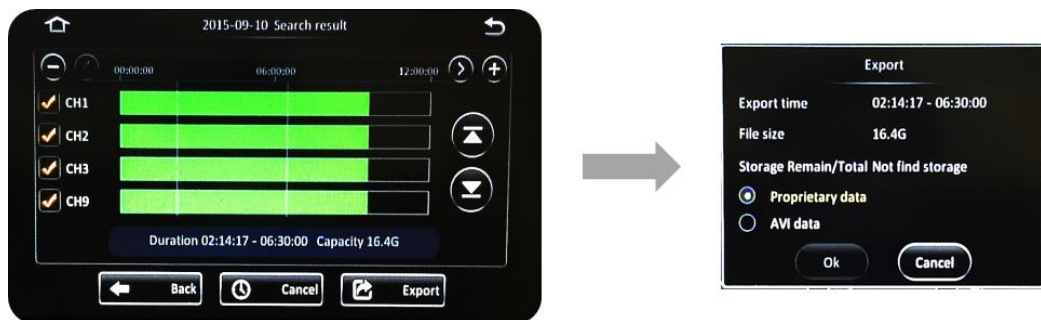 2015-09-10 Search result
00:00:00 06:00:00 12:00:00
CH1
CH2
CH3
CH9
Duration 02:14:17 - 06:30:00 Capacity 16.4G
Back Cancel Export
Export
Export time 02:14:17 - 06:30:00
File size 16.4G
Storage Remain/Total Not find storage
Proprietary data
AVI data
Ok Cancel